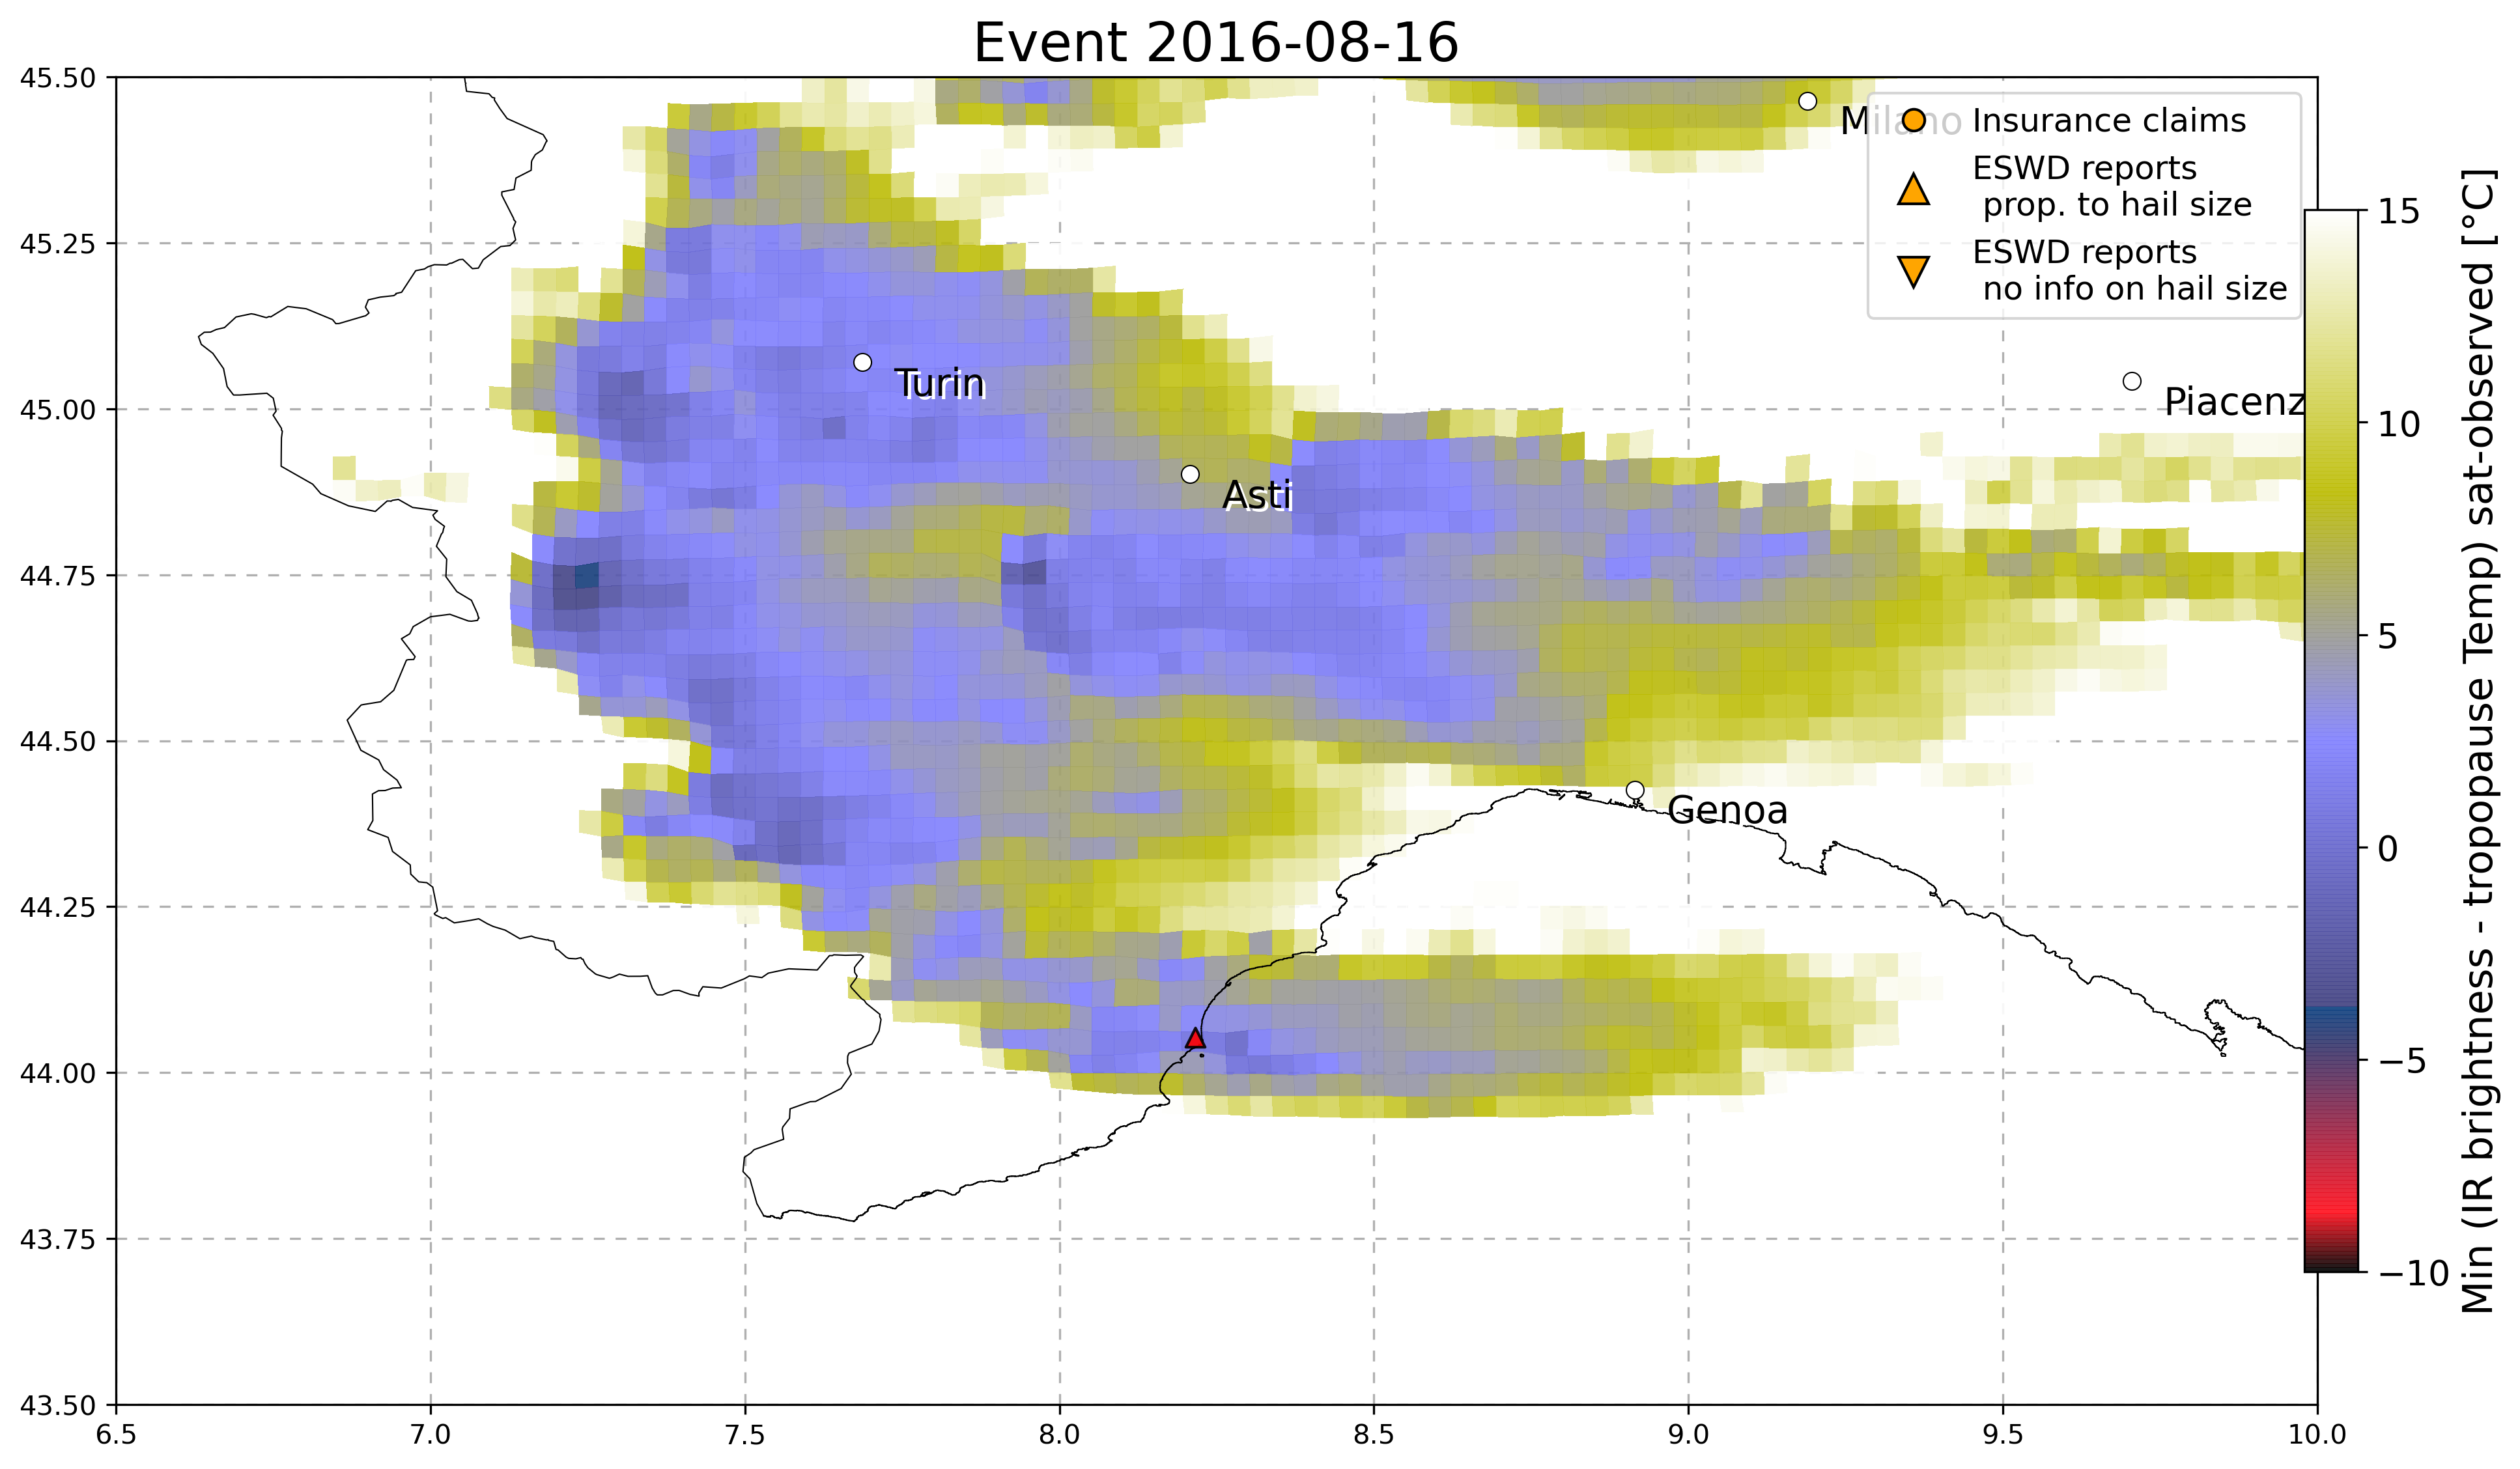 Event 2016-08-16
45.50
45.25
45.00
44.75
44.50
44.25
44.00
43.75
43.50
6.5
7.0
7.5
8.0
8.5
9.0
9.5
10.0
Milano
Turin
Asti
Piacenz
Genoa
Insurance claims
ESWD reports
prop. to hail size
ESWD reports
no info on hail size
15
10
5
0
−5
−10
Min (IR brightness - tropopause Temp) sat-observed [°C]